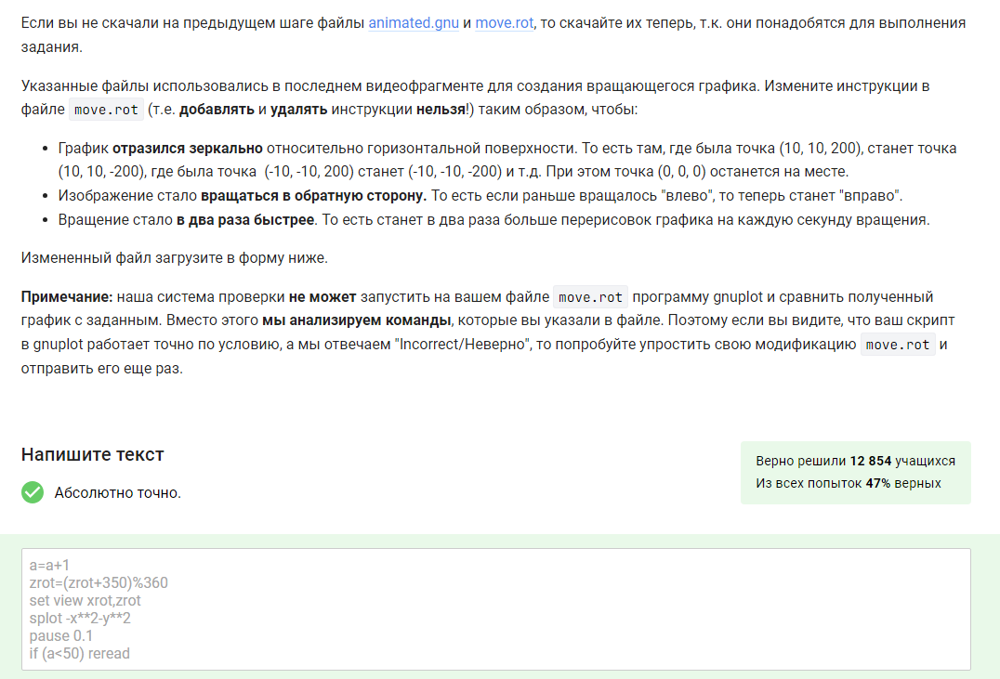 Если вы не скачали на предыдущем шаге файлы animated.gnu и move.rot, то скачайте их теперь, т.к. они понадобятся для выполнения
задания.
Указанные файлы использовались в последнем видеофрагменте для создания вращающегося графика. Измените инструкции в
файле move.rot (т.е. добавлять и удалять инструкции нельзя!) таким образом, чтобы:
• График отразился зеркально относительно горизонтальной поверхности. То есть там, где была точка (10, 10, 200), станет точка
(10, 10, -200), где была точка (-10, -10, 200) станет (-10, -10, -200) и т.д. При этом точка (0, 0, 0) останется на месте.
• Изображение стало вращаться в обратную сторону. То есть если раньше вращалось "влево", то теперь станет "вправо".
• Вращение стало в два раза быстрее. То есть станет в два раза больше перерисовок графика на каждую секунду вращения.
Измененный файл загрузите в форму ниже.
Примечание: наша система проверки не может запустить на вашем файле move.rot программу gnuplot и сравнить полученный
график с заданным. Вместо этого мы анализируем команды, которые вы указали в файле. Поэтому если вы видите, что ваш скрипт
в gnuplot работает точно по условию, а мы отвечаем "Incorrect/Неверно", то попробуйте упростить свою модификацию move.rot и
отправить его еще раз.
Напишите текст
Верно решили 12 854 учащихся
Из всех попыток 47% верных
Абсолютно точно.
a=a+1
zrot=(zrot+350)%360
set view xrot,zrot
splot -x**2-y**2
pause 0.1
if (a<50) reread